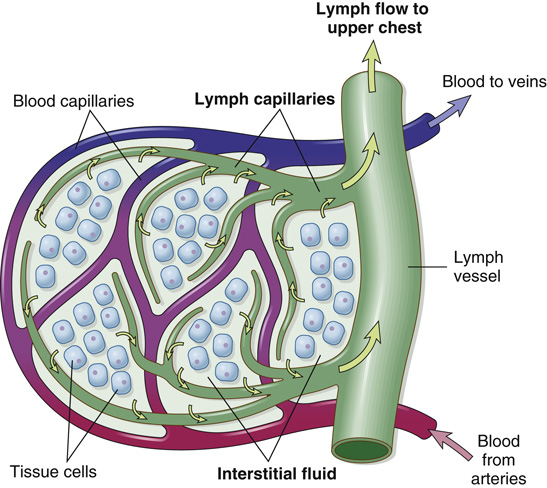 Lymph flow to
upper chest
Blood to veins
Blood capillaries
Lymph capillaries
Lymph
vessel
Tissue cells
Interstitial fluid
Blood
from
arteries